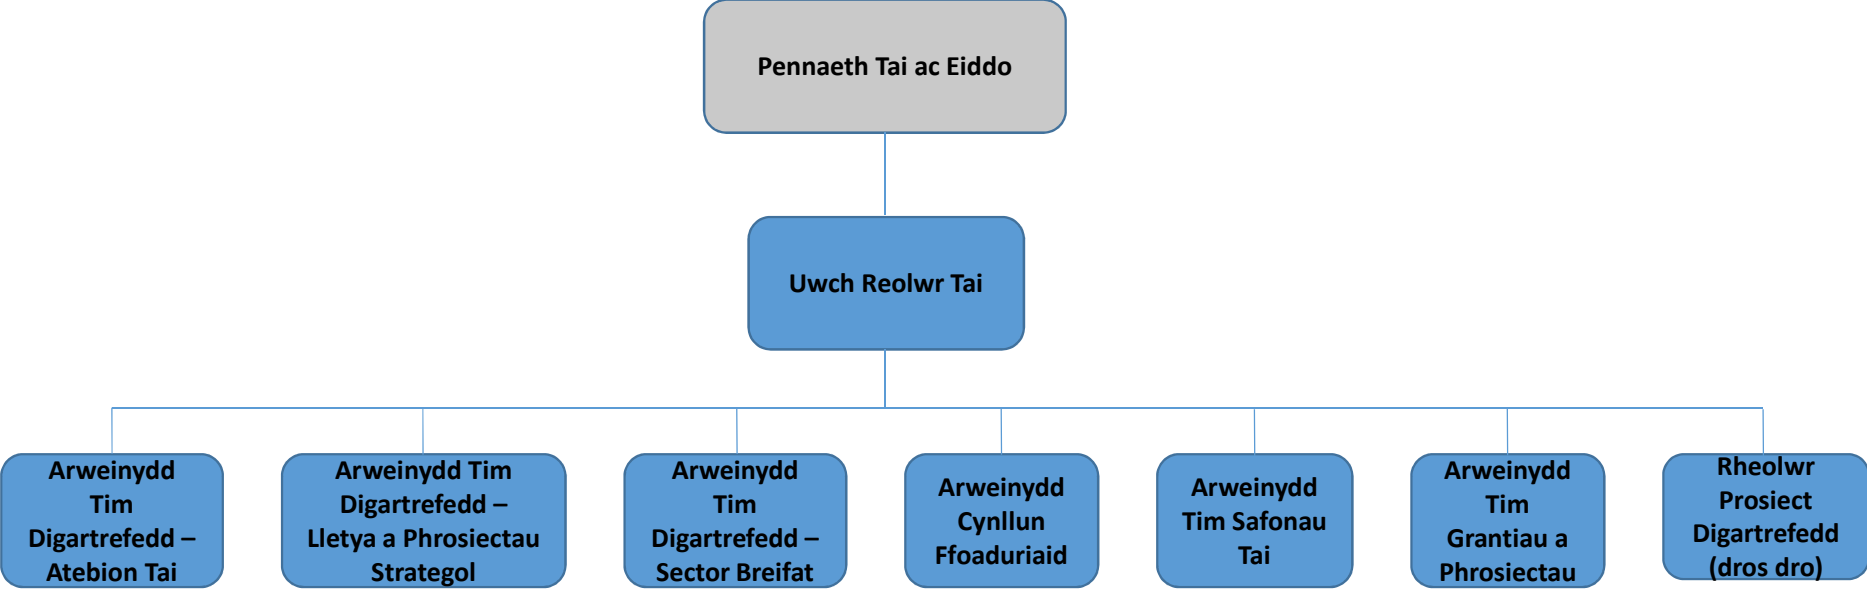 Pennaeth Tai ac Eiddo
Uwch Reolwr Tai
Arweinydd
Tim
Digartrefedd –
Atebion Tai
Arweinydd Tim
Digartrefedd –
Lletya a Phrosiectau
Strategol
Arweinydd
Tim
Digartrefedd –
Sector Breifat
Arweinydd
Cynllun
Ffoaduriaid
Arweinydd
Tim Safonau
Tai
Arweinydd
Tim
Grantiau a
Phrosiectau
Rheolwr
Prosiect
Digartrefedd
(dros dro)